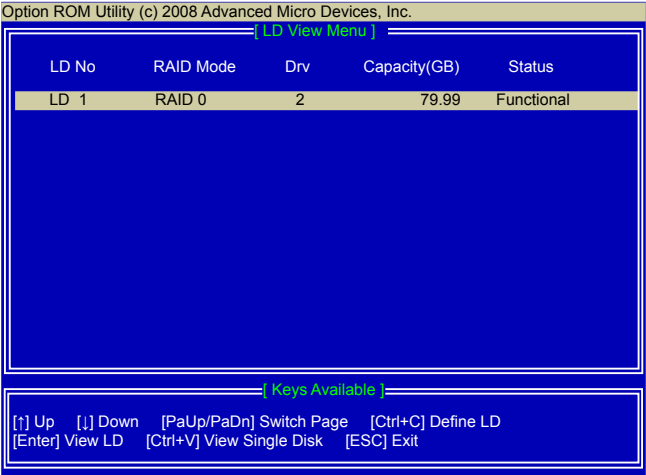 Option ROM Utility (c) 2008 Advanced Micro Devices, Inc.
[ LD View Menu ]
LD No RAID Mode Drv Capacity(GB) Status
LD 1 RAID 0 2 79.99 Functional
[ Keys Available ]
[↑] Up [↓] Down [PaUp/PaDn] Switch Page [Ctrl+C] Define LD
[Enter] View LD [Ctrl+V] View Single Disk [ESC] Exit